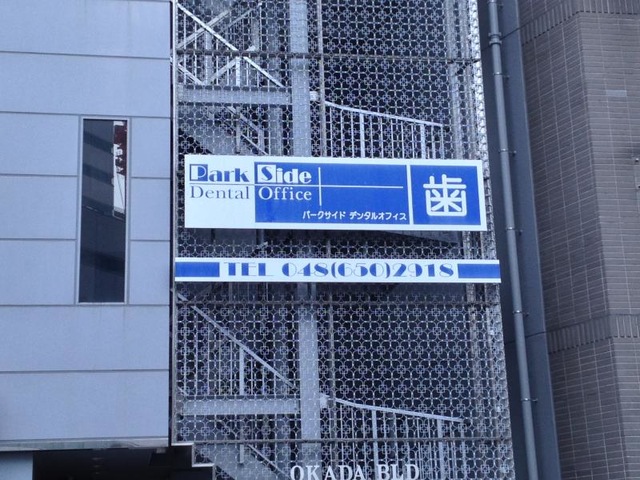 Park Side
Dental Office
パークサイド デンタルオフィス
歯
TEL 048(650)2918
OKADA BLD